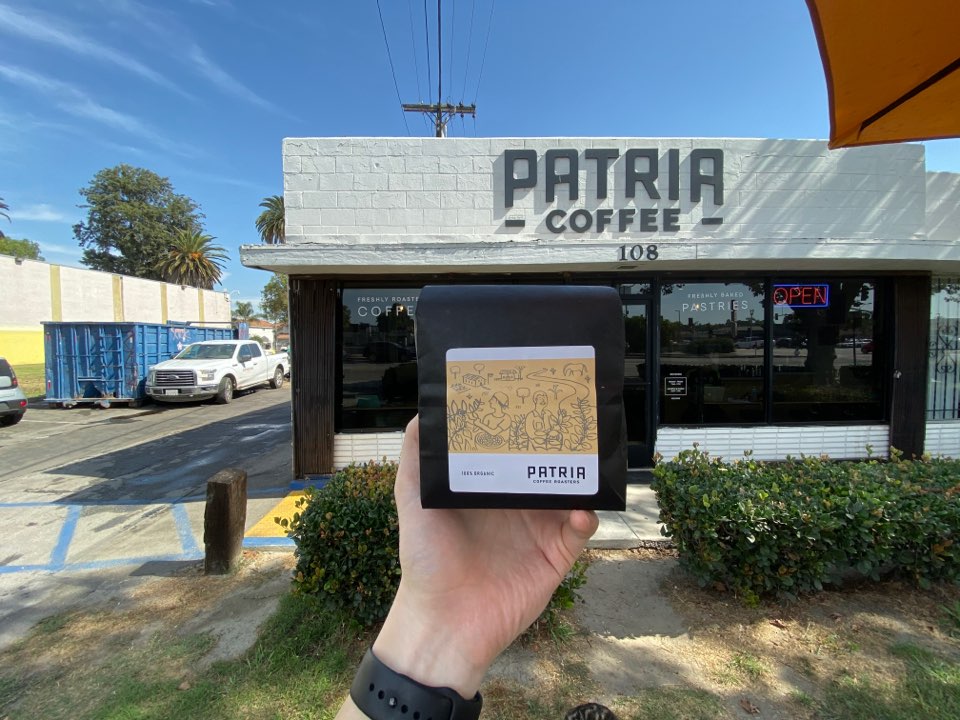 PATRIA
COFFEE
108
FRESHLY ROASTED
COFFEE
FRESHLY BAKED
PASTRIES
OPEN
100% ORGANIC
PATRIA
COFFEE ROASTERS